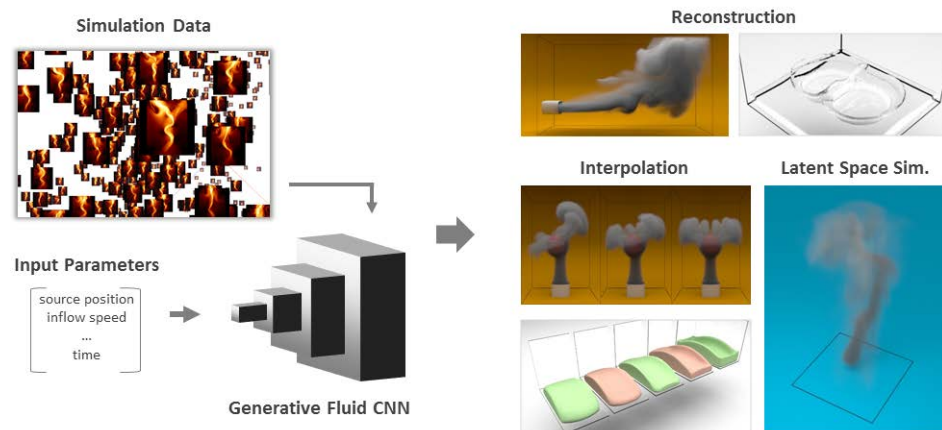 Simulation Data
Input Parameters
source position
inflow speed
...
time
Generative Fluid CNN
Reconstruction
Interpolation
Latent Space Sim.